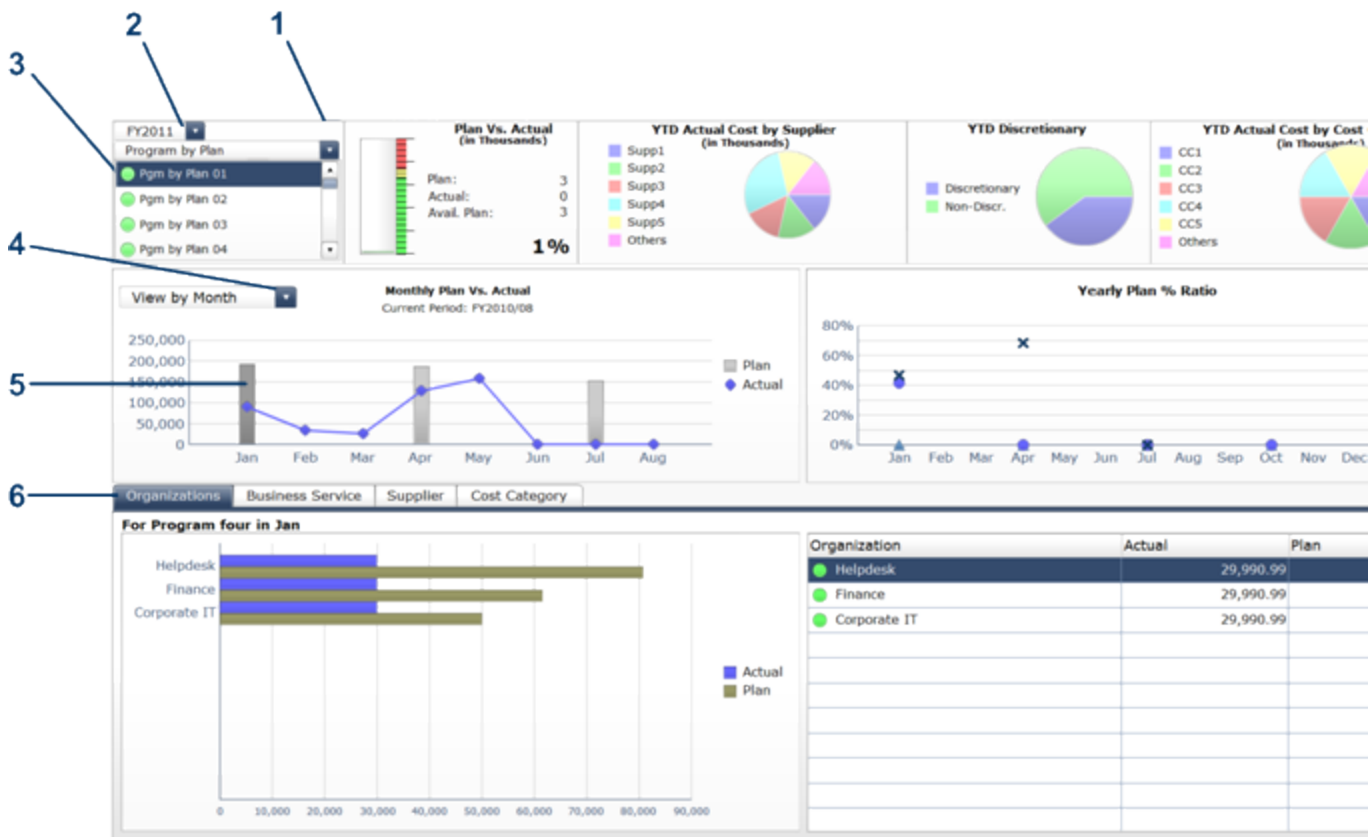 2
1
3
FY2011
Program by Plan
Pgm by Plan 01
Pgm by Plan 02
Pgm by Plan 03
Pgm by Plan 04
Plan Vs. Actual
(in Thousands)
Plan: 3
Actual: 0
Avail. Plan: 3
1%
YTD Actual Cost by Supplier
(in Thousands)
Supp1
Supp2
Supp3
Supp4
Supp5
Others
YTD Discretionary
Discretionary
Non-Discr.
YTD Actual Cost by Cost
(in Thousands)
CC1
CC2
CC3
CC4
CC5
Others
4
View by Month
Monthly Plan Vs. Actual
Current Period: FY2010/08
250,000
200,000
150,000
100,000
50,000
0
Jan Feb Mar Apr May Jun Jul Aug
Plan
Actual
5
Yearly Plan % Ratio
80%
60%
40%
20%
0%
Jan Feb Mar Apr May Jun Jul Aug Sep Oct Nov Dec
6
Organizations Business Service Supplier Cost Category
For Program four in Jan
Helpdesk
Finance
Corporate IT
0 10,000 20,000 30,000 40,000 50,000 60,000 70,000 80,000 90,000
Actual
Plan
Organization Actual Plan
Helpdesk 29,990.99
Finance 29,990.99
Corporate IT 29,990.99